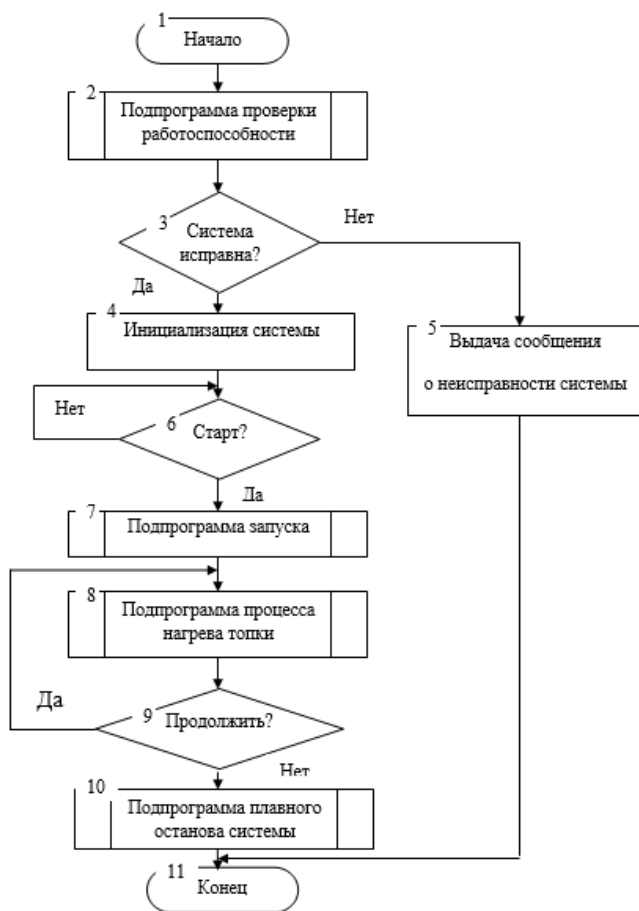 1
Начало
2
Подпрограмма проверки
работоспособности
3
Система
исправна?
Нет
Да
4
Инициализация системы
5
Выдача сообщения
о неисправности системы
Нет
6
Старт?
Да
7
Подпрограмма запуска
8
Подпрограмма процесса
нагрева топки
Да
9
Продолжить?
Нет
10
Подпрограмма плавного
останова системы
11
Конец